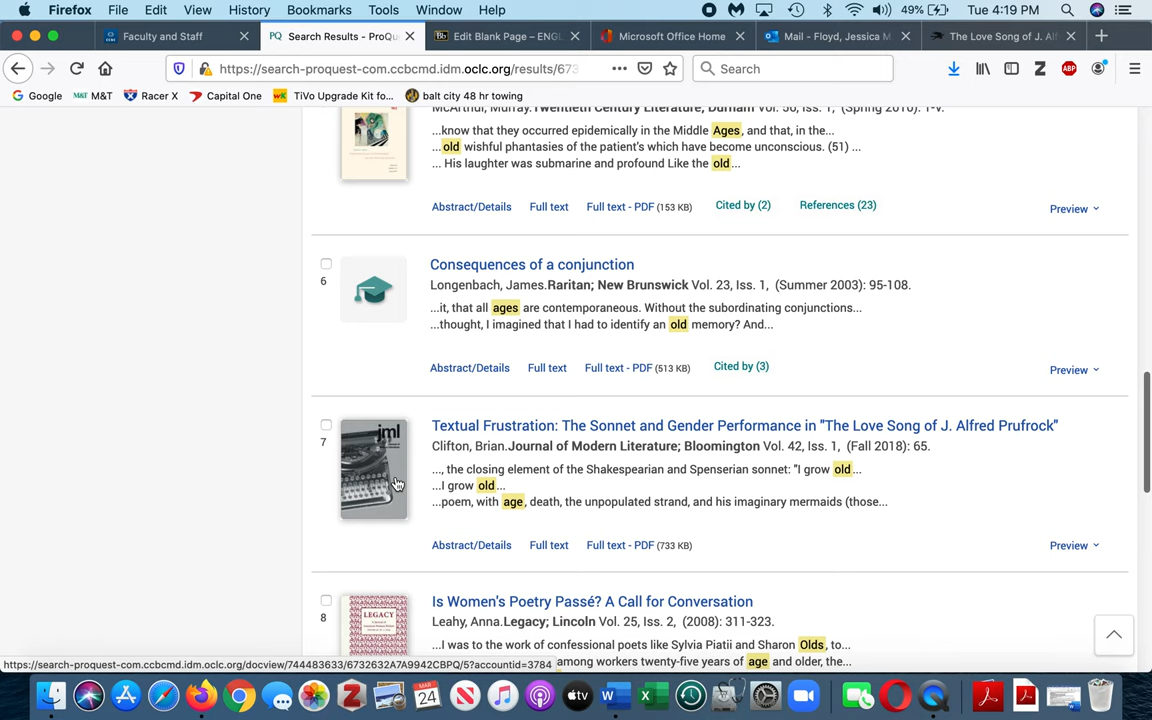 Firefox File Edit View History Bookmarks Tools Window Help 49% Tue 4:19 PM
Faculty and Staff Search Results - ProQu Edit Blank Page – ENGL Microsoft Office Home Mail - Floyd, Jessica M The Love Song of J. Alf
https://search-proquest-com.ccbcmd.idm.oclc.org/results/673 Search
Google M&T Racer X Capital One TiVo Upgrade Kit fo... balt city 48 hr towing
McArthur, Murray.Twentieth Century Literature; Durham Vol. 56, Iss. 1, (Spring 2010): 1-V.
...know that they occurred epidemically in the Middle Ages, and that, in the...
...old wishful phantasies of the patient's which have become unconscious. (51) ...
... His laughter was submarine and profound Like the old...
Abstract/Details Full text Full text - PDF (153 KB) Cited by (2) References (23) Preview
6
Consequences of a conjunction
Longenbach, James.Raritan; New Brunswick Vol. 23, Iss. 1, (Summer 2003): 95-108.
...it, that all ages are contemporaneous. Without the subordinating conjunctions...
...thought, I imagined that I had to identify an old memory? And...
Abstract/Details Full text Full text - PDF (513 KB) Cited by (3) Preview
7
jml
Textual Frustration: The Sonnet and Gender Performance in "The Love Song of J. Alfred Prufrock"
Clifton, Brian.Journal of Modern Literature; Bloomington Vol. 42, Iss. 1, (Fall 2018): 65.
..., the closing element of the Shakespearian and Spenserian sonnet: "I grow old...
...I grow old...
...poem, with age, death, the unpopulated strand, and his imaginary mermaids (those...
Abstract/Details Full text Full text - PDF (733 KB) Preview
8
LEGACY
Is Women's Poetry Passé? A Call for Conversation
Leahy, Anna.Legacy; Lincoln Vol. 25, Iss. 2, (2008): 311-323.
...I was to the work of confessional poets like Sylvia Piatii and Sharon Olds, to...
among workers twenty-five years of age and older, the...
https://search-proquest-com.ccbcmd.idm.oclc.org/docview/744483633/6732632A7A9942CBPQ/5?accountid=3784